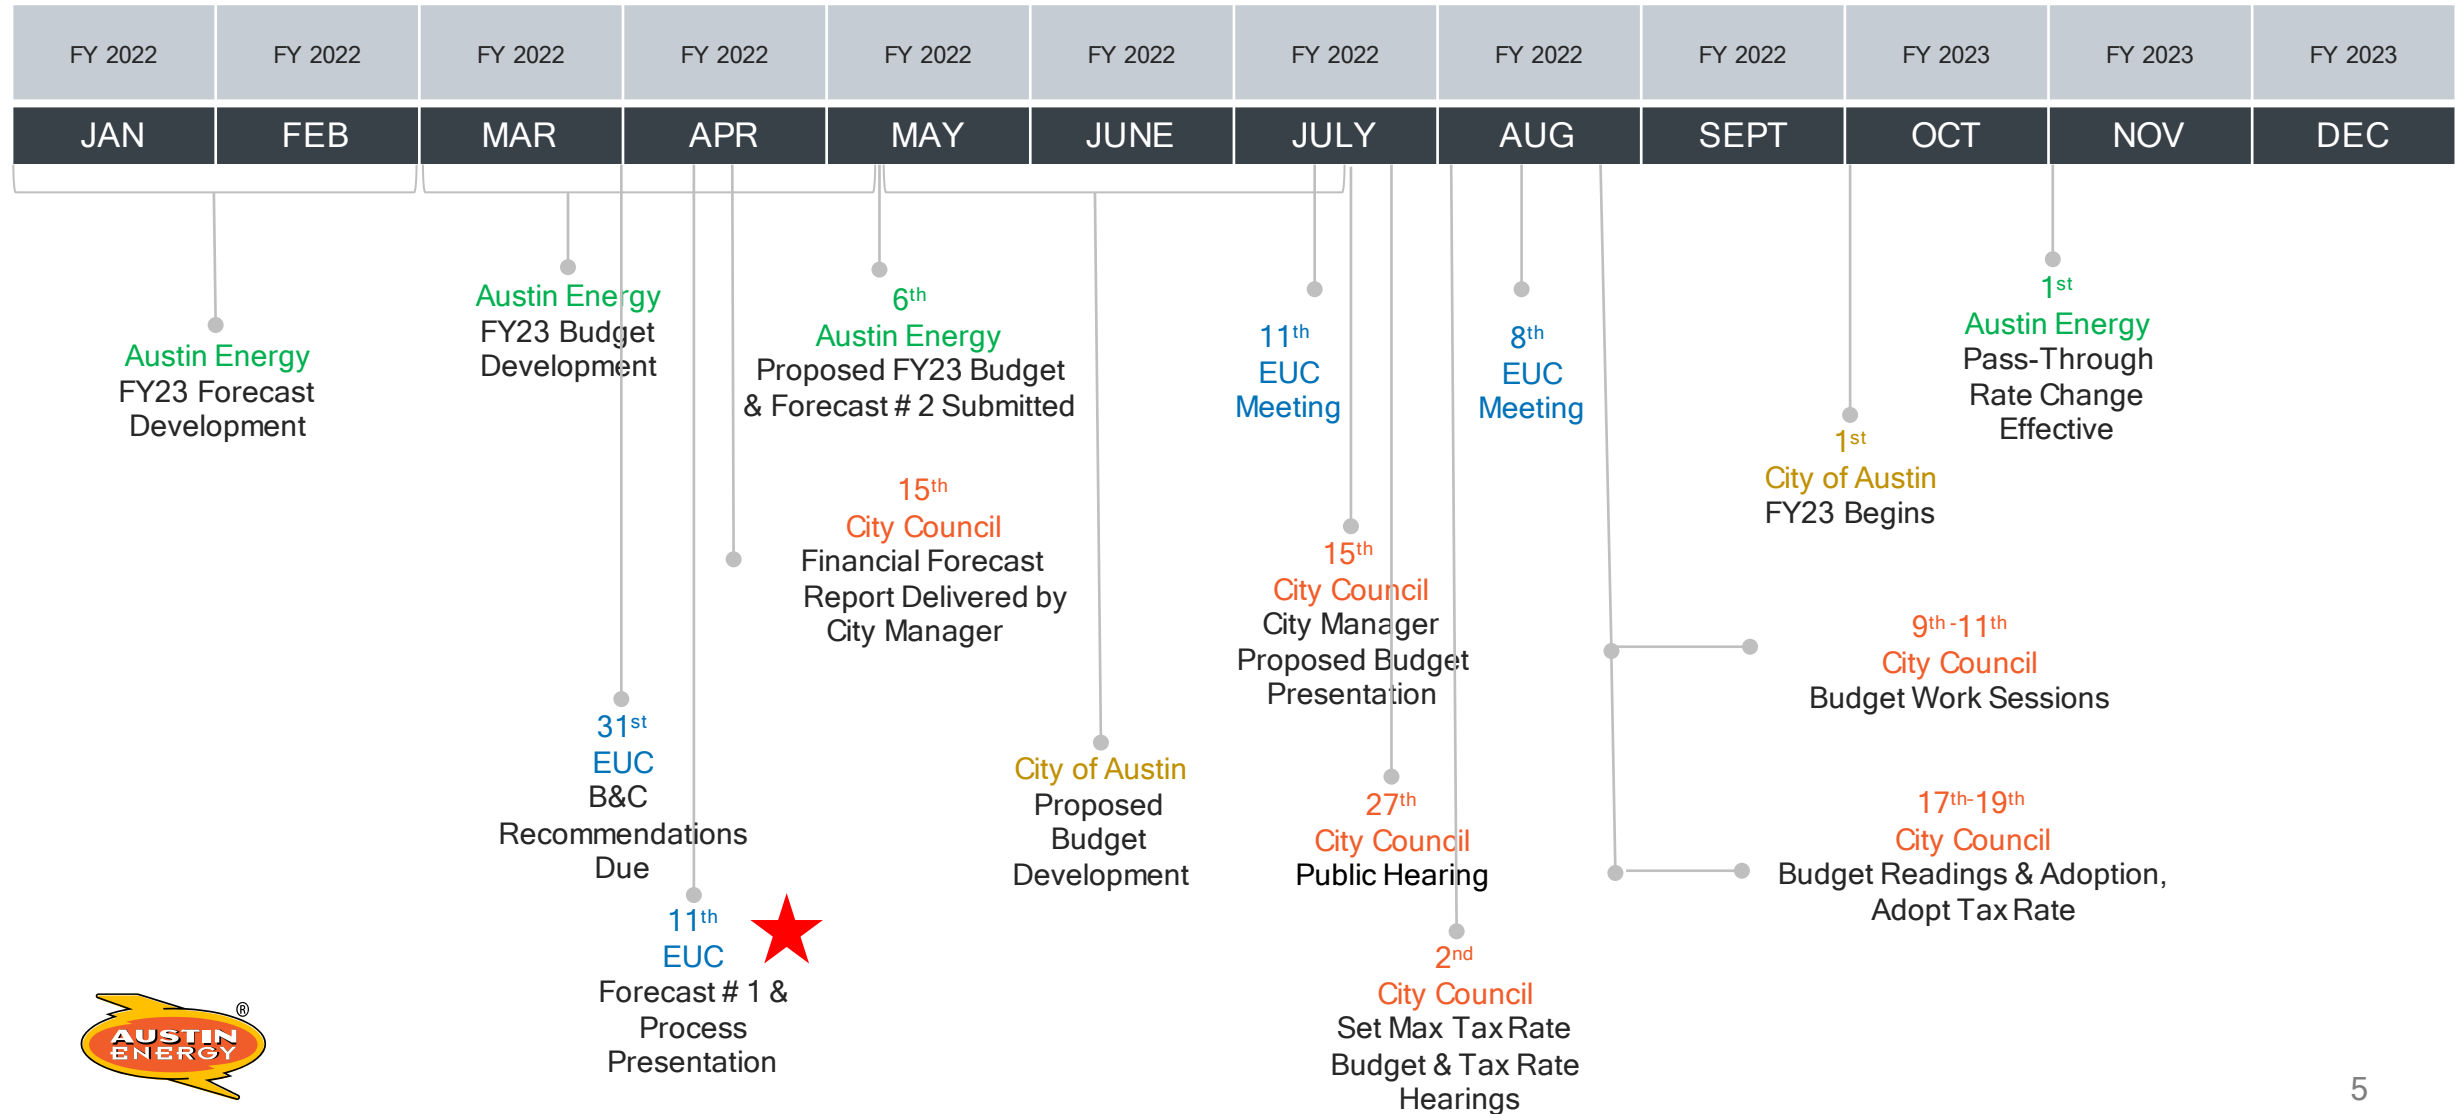 FY 2022 FY 2022 FY 2022 FY 2022 FY 2022 FY 2022 FY 2022 FY 2022 FY 2022 FY 2023 FY 2023 FY 2023
JAN FEB MAR APR MAY JUNE JULY AUG SEPT OCT NOV DEC
Austin Energy
FY23 Forecast
Development
Austin Energy
FY23 Budget
Development
31st
EUC
B&C
Recommendations
Due
11th
EUC
Forecast # 1 &
Process
Presentation
6th
Austin Energy
Proposed FY23 Budget
& Forecast # 2 Submitted
15th
City Council
Financial Forecast
Report Delivered by
City Manager
City of Austin
Proposed
Budget
Development
11th
EUC
Meeting
15th
City Council
City Manager
Proposed Budget
Presentation
27th
City Council
Public Hearing
2nd
City Council
Set Max Tax Rate
Budget & Tax Rate
Hearings
8th
EUC
Meeting
9th -11th
City Council
Budget Work Sessions
17th-19th
City Council
Budget Readings & Adoption,
Adopt Tax Rate
1st
City of Austin
FY23 Begins
1st
Austin Energy
Pass-Through
Rate Change
Effective
AUSTIN
ENERGY
®
5